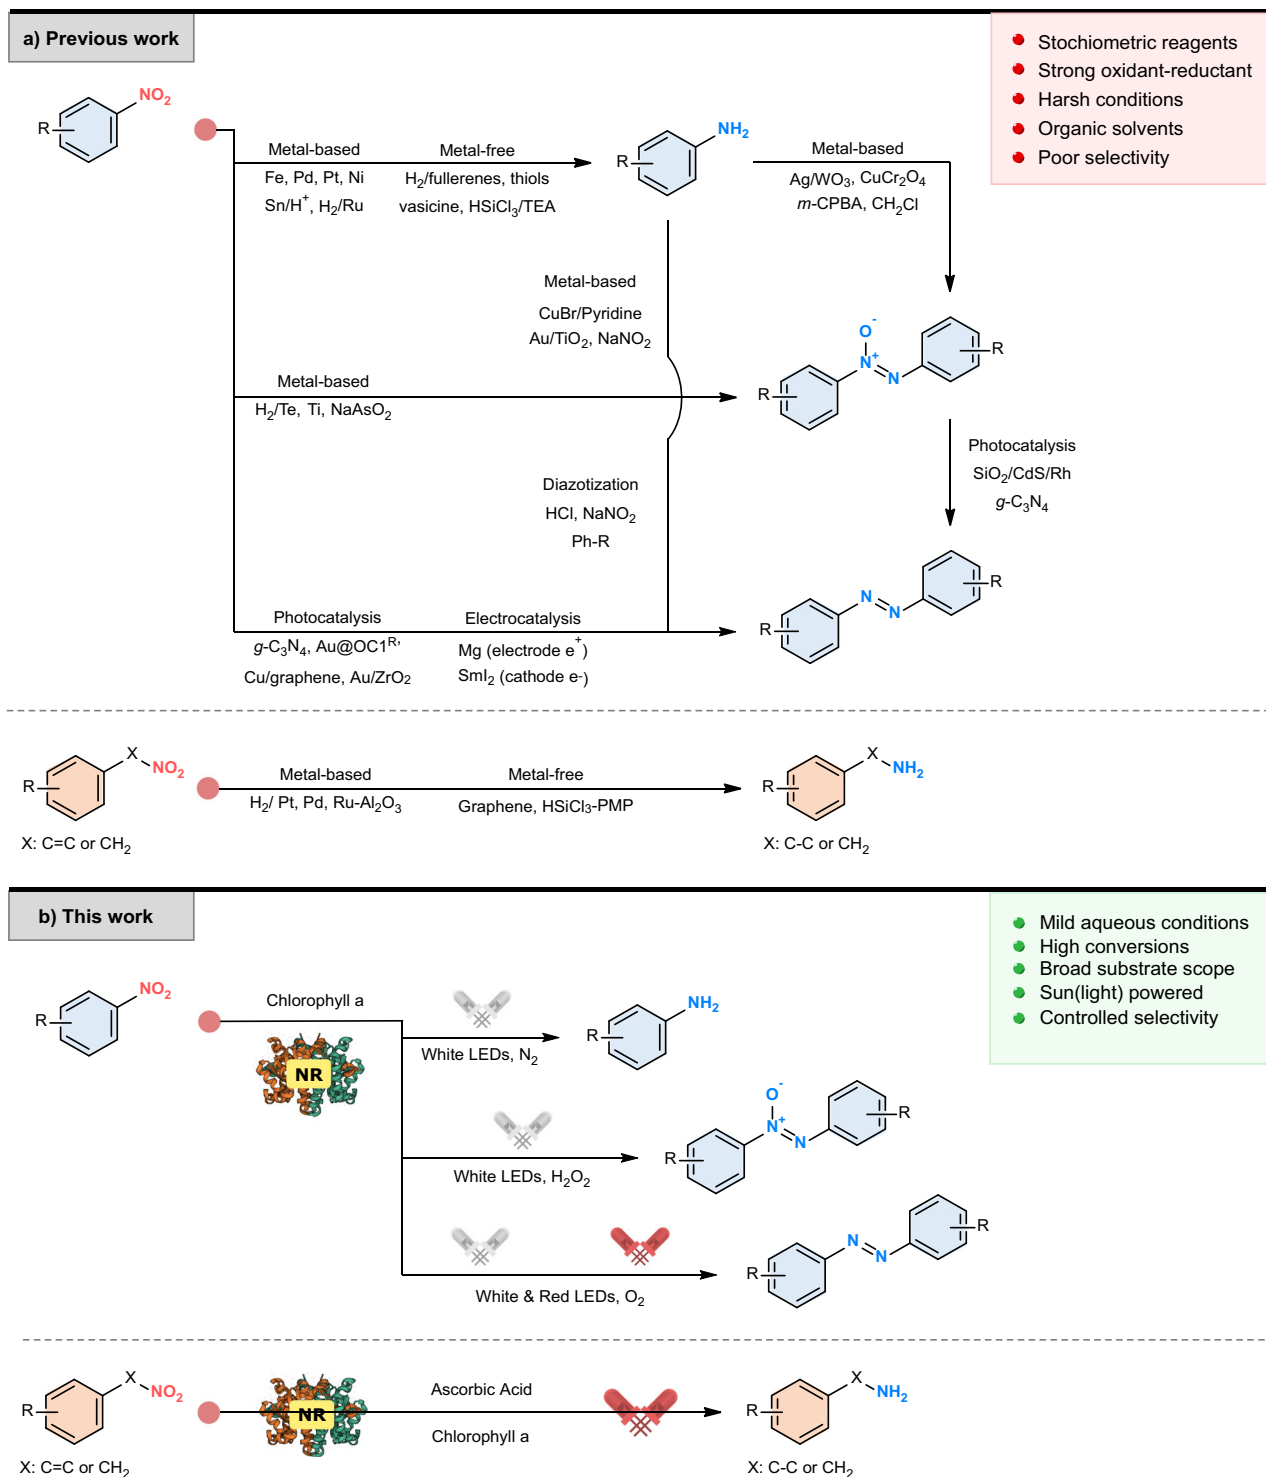 a) Previous work
Stochiometric reagents
Strong oxidant-reductant
Harsh conditions
Organic solvents
Poor selectivity
NO2
R
Metal-based
Fe, Pd, Pt, Ni
Sn/H+, H2/Ru
Metal-free
H2/fullerenes, thiols
vasicine, HSiCl3/TEA
NH2
R
Metal-based
Ag/WO3, CuCr2O4
m-CPBA, CH2Cl
Metal-based
CuBr/Pyridine
Au/TiO2, NaNO2
O-
N+
N
R
R
Metal-based
H2/Te, Ti, NaAsO2
Photocatalysis
SiO2/CdS/Rh
g-C3N4
Diazotization
HCl, NaNO2
Ph-R
N
N
R
R
Photocatalysis
g-C3N4, Au@OC1R,
Cu/graphene, Au/ZrO2
Electrocatalysis
Mg (electrode e+)
SmI2 (cathode e-)
X
NO2
R
X: C=C or CH2
Metal-based
H2/ Pt, Pd, Ru-Al2O3
Metal-free
Graphene, HSiCl3-PMP
X
NH2
R
X: C-C or CH2
b) This work
Mild aqueous conditions
High conversions
Broad substrate scope
Sun(light) powered
Controlled selectivity
NO2
R
Chlorophyll a
NR
White LEDs, N2
NH2
R
White LEDs, H2O2
O-
N+
N
R
R
White & Red LEDs, O2
N
N
R
R
X
NO2
R
X: C=C or CH2
NR
Ascorbic Acid
Chlorophyll a
X
NH2
R
X: C-C or CH2